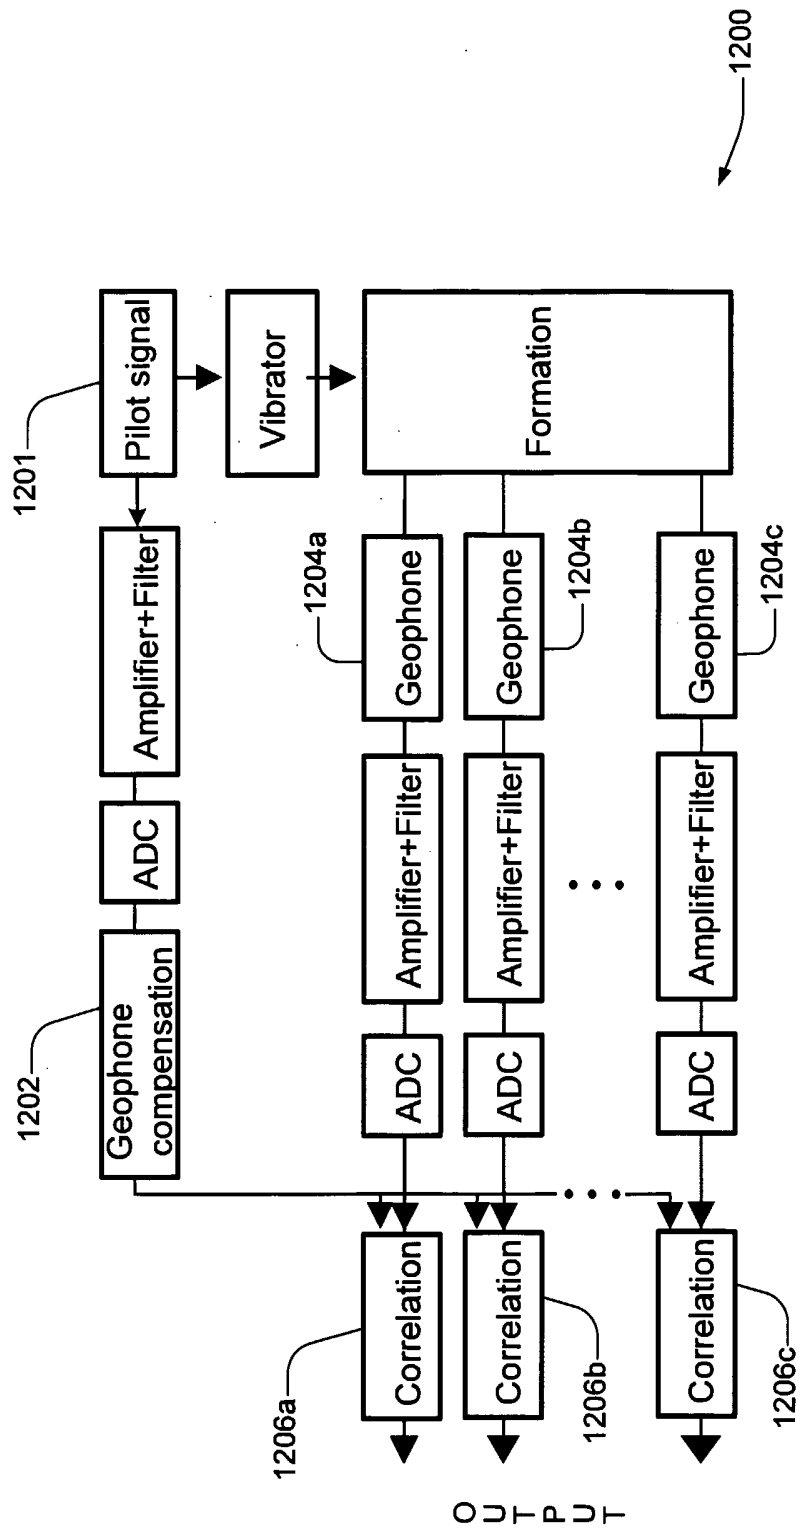 1200
1201
Pilot signal
Vibrator
Formation
Amplifier+Filter
ADC
1202
Geophone
compensation
1204a
Geophone
Amplifier+Filter
ADC
Correlation
1206a
1204b
Geophone
Amplifier+Filter
ADC
Correlation
1206b
1204c
Geophone
Amplifier+Filter
ADC
Correlation
1206c
OUTPUT